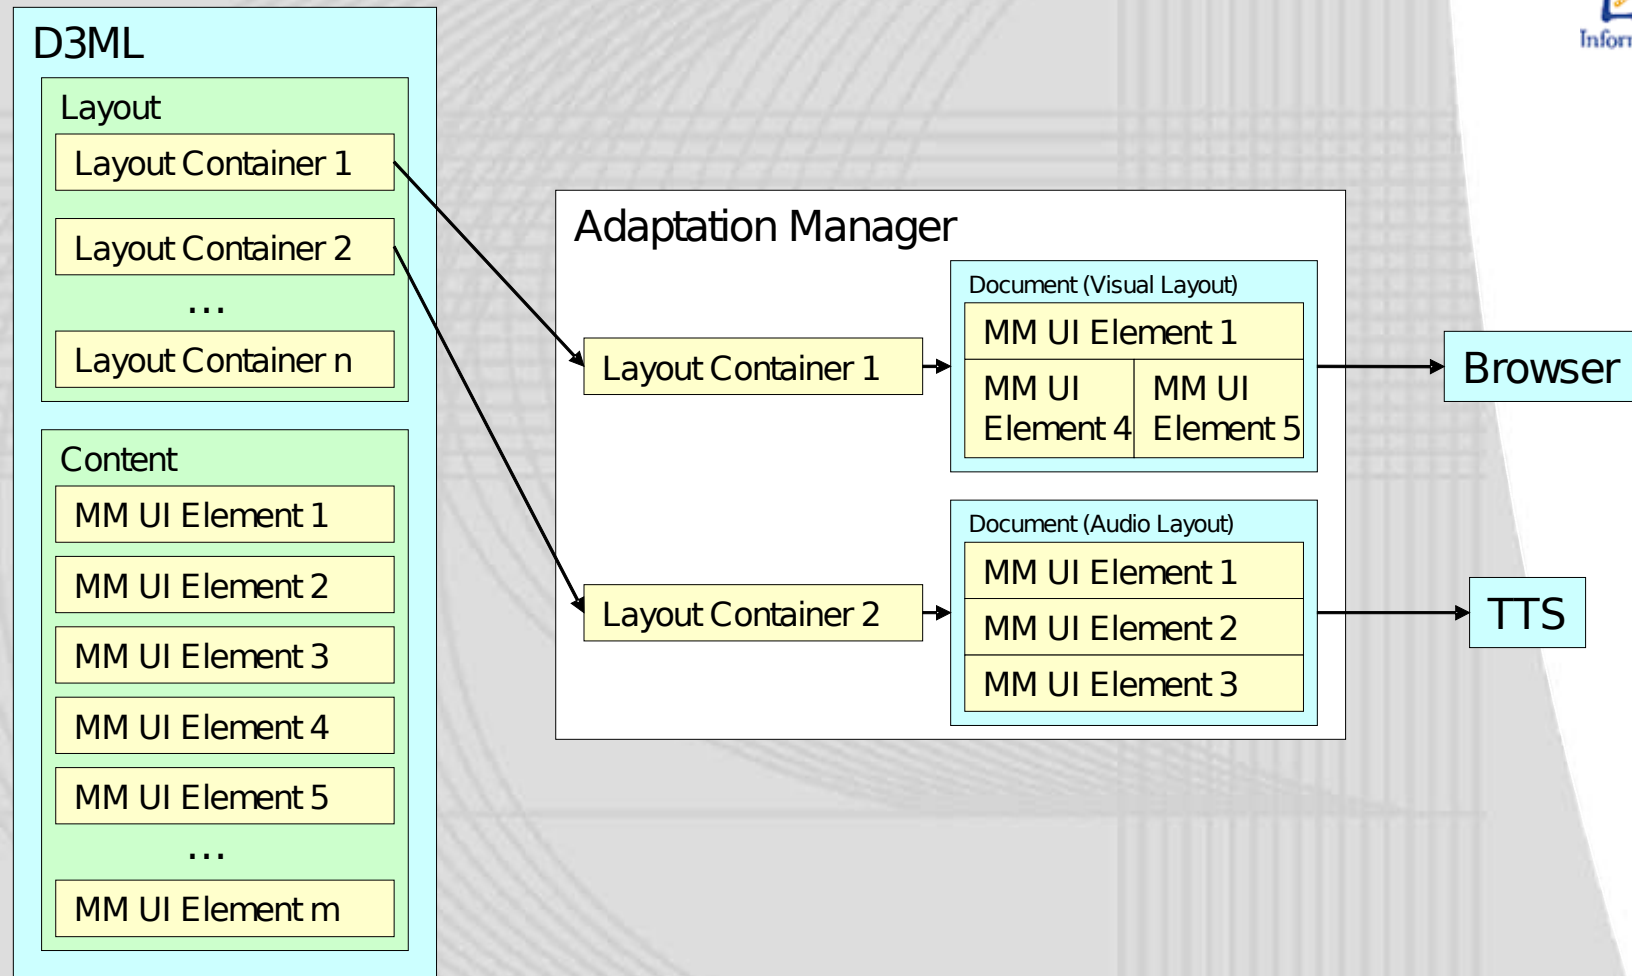 D3ML
Layout
Layout Container 1
Layout Container 2
...
Layout Container n
Content
MM UI Element 1
MM UI Element 2
MM UI Element 3
MM UI Element 4
MM UI Element 5
...
MM UI Element m
Adaptation Manager
Layout Container 1
Document (Visual Layout)
MM UI Element 1
MM UI
Element 4
MM UI
Element 5
Layout Container 2
Document (Audio Layout)
MM UI Element 1
MM UI Element 2
MM UI Element 3
Browser
TTS